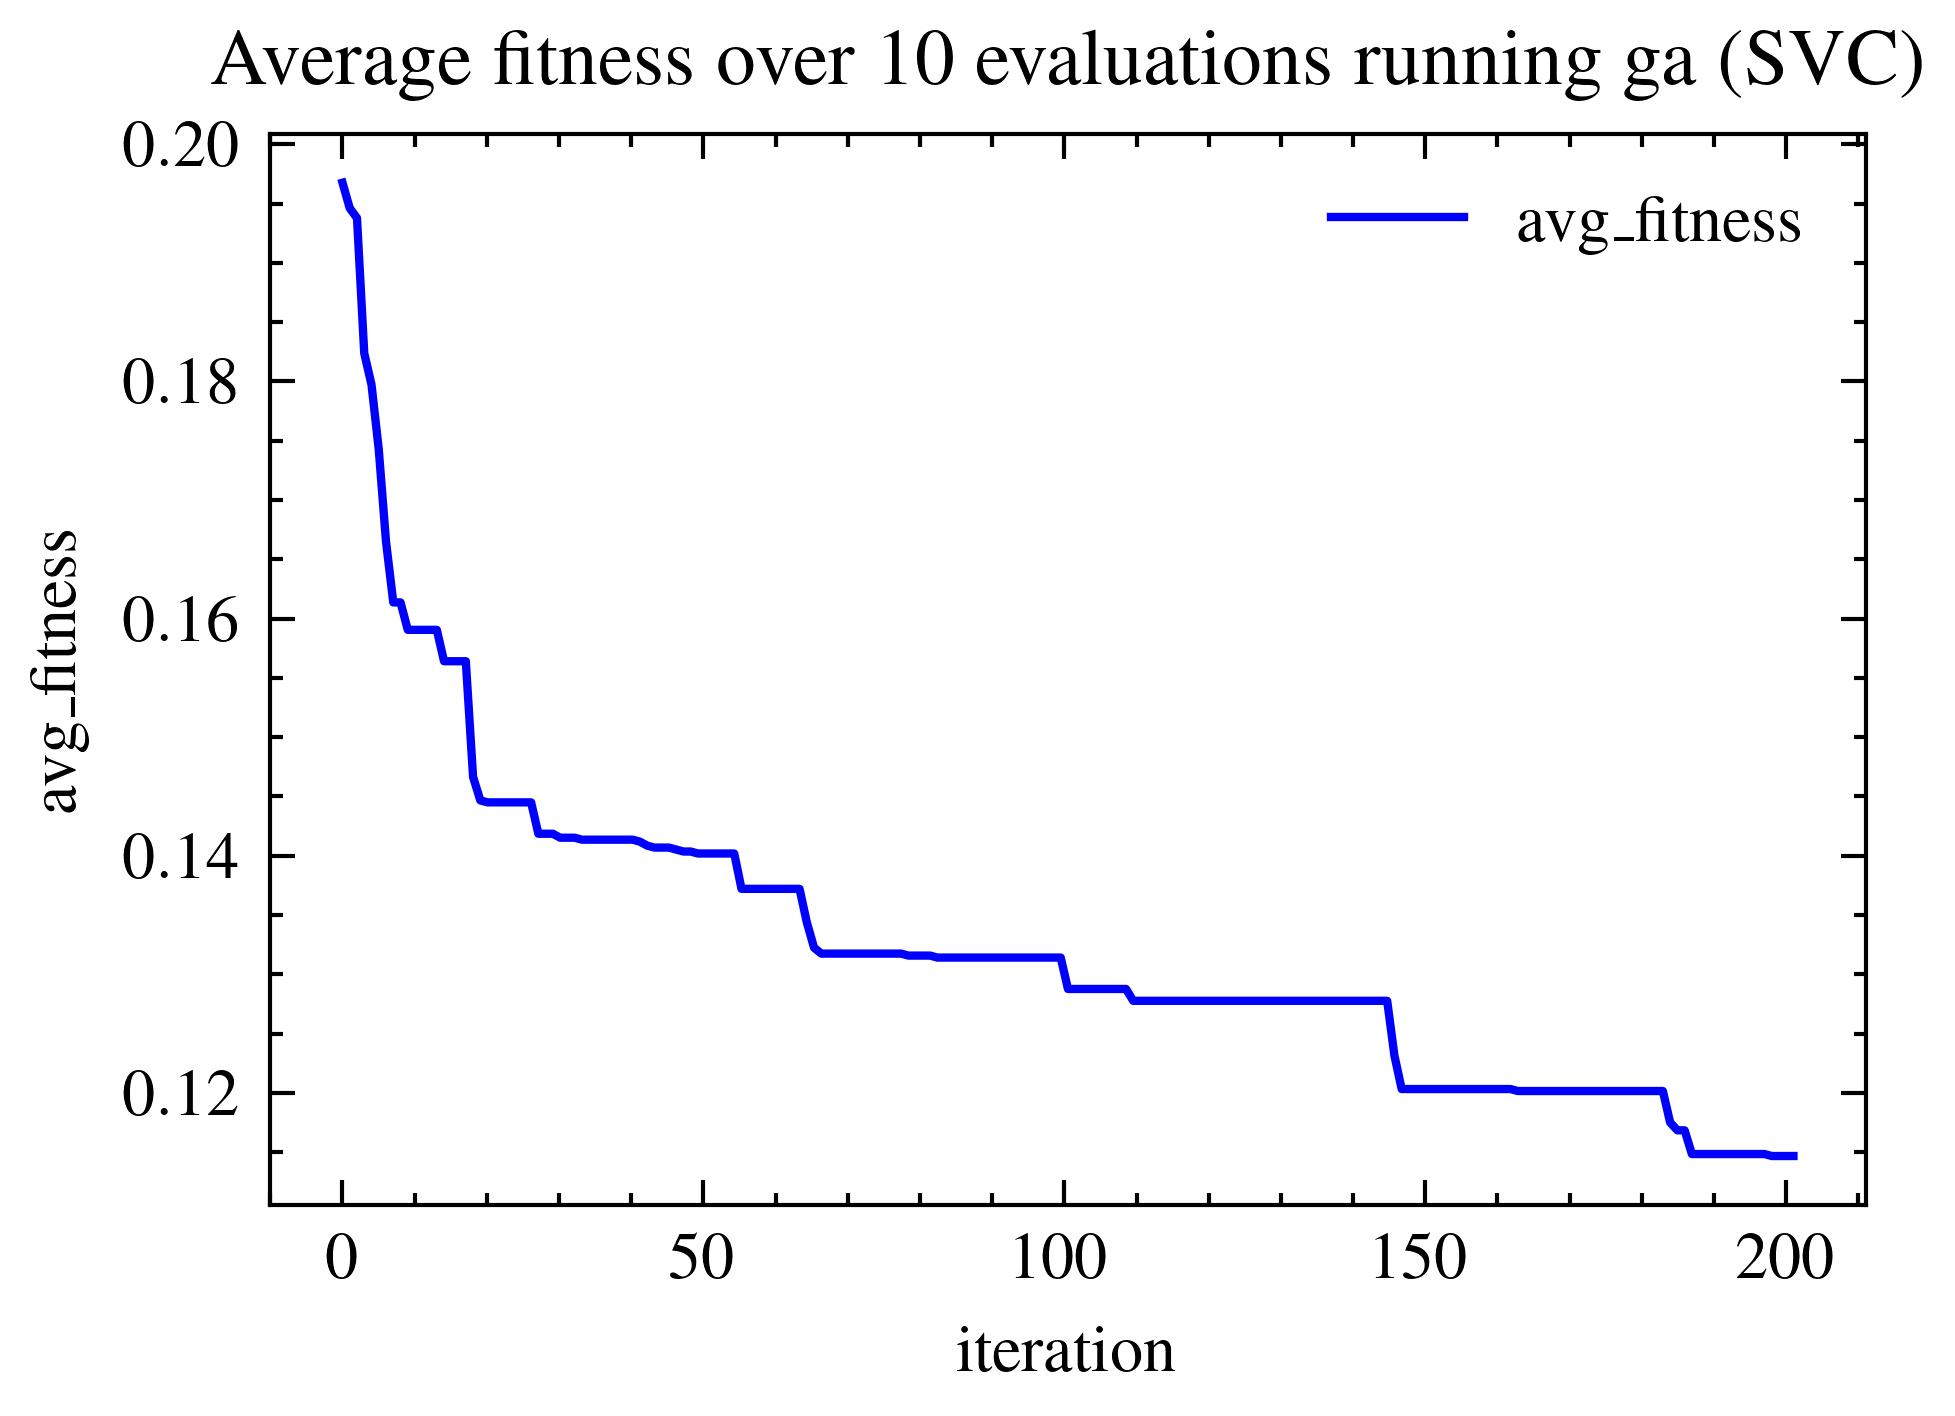 Average fitness over 10 evaluations running ga (SVC)
0.20
avg_fitness
0.18
0.16
0.14
0.12
avg_fitness
0 50 100 150 200
iteration